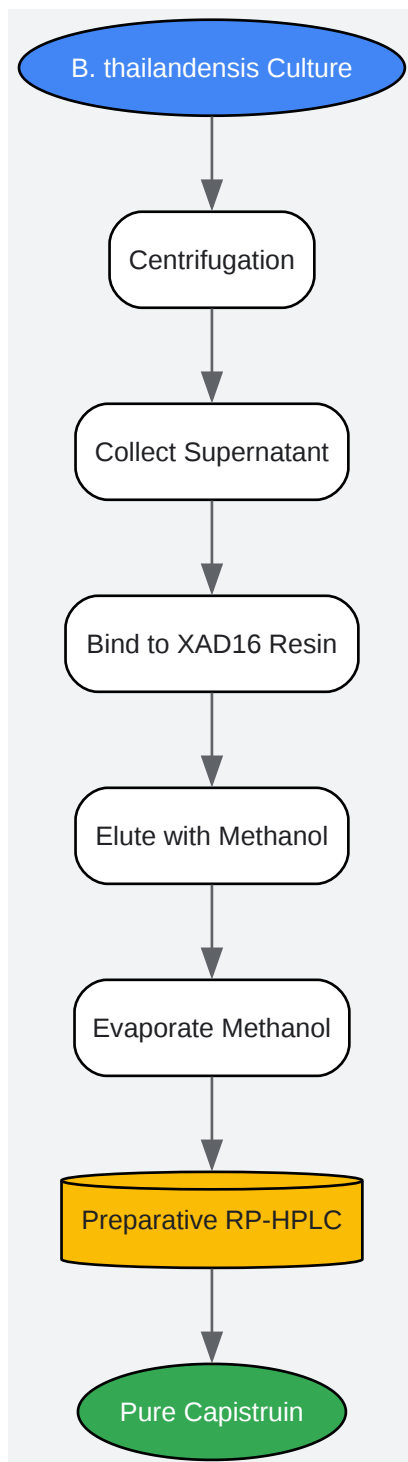 B. thailandensis Culture
Centrifugation
Collect Supernatant
Bind to XAD16 Resin
Elute with Methanol
Evaporate Methanol
Preparative RP-HPLC
Pure Capistruin